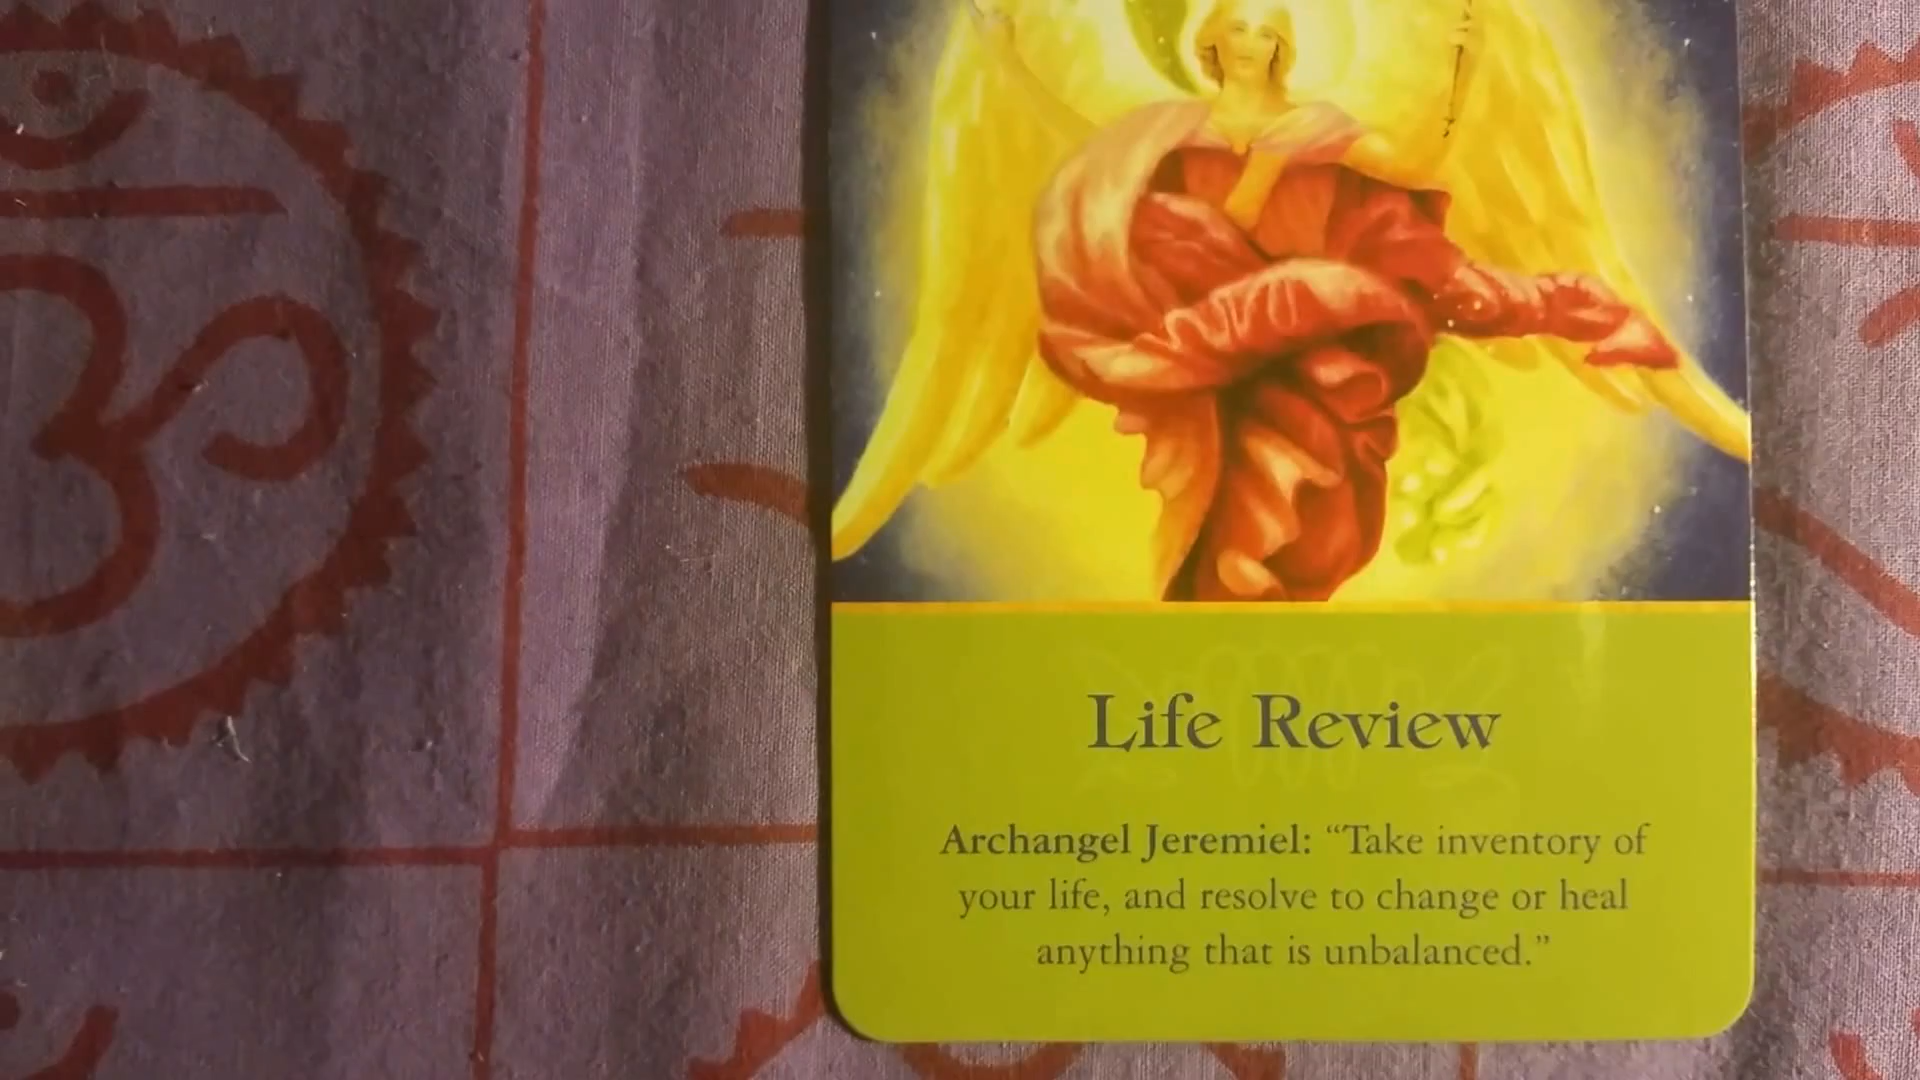 ॐ
Life Review
Archangel Jeremiel: “Take inventory of
your life, and resolve to change or heal
anything that is unbalanced.”